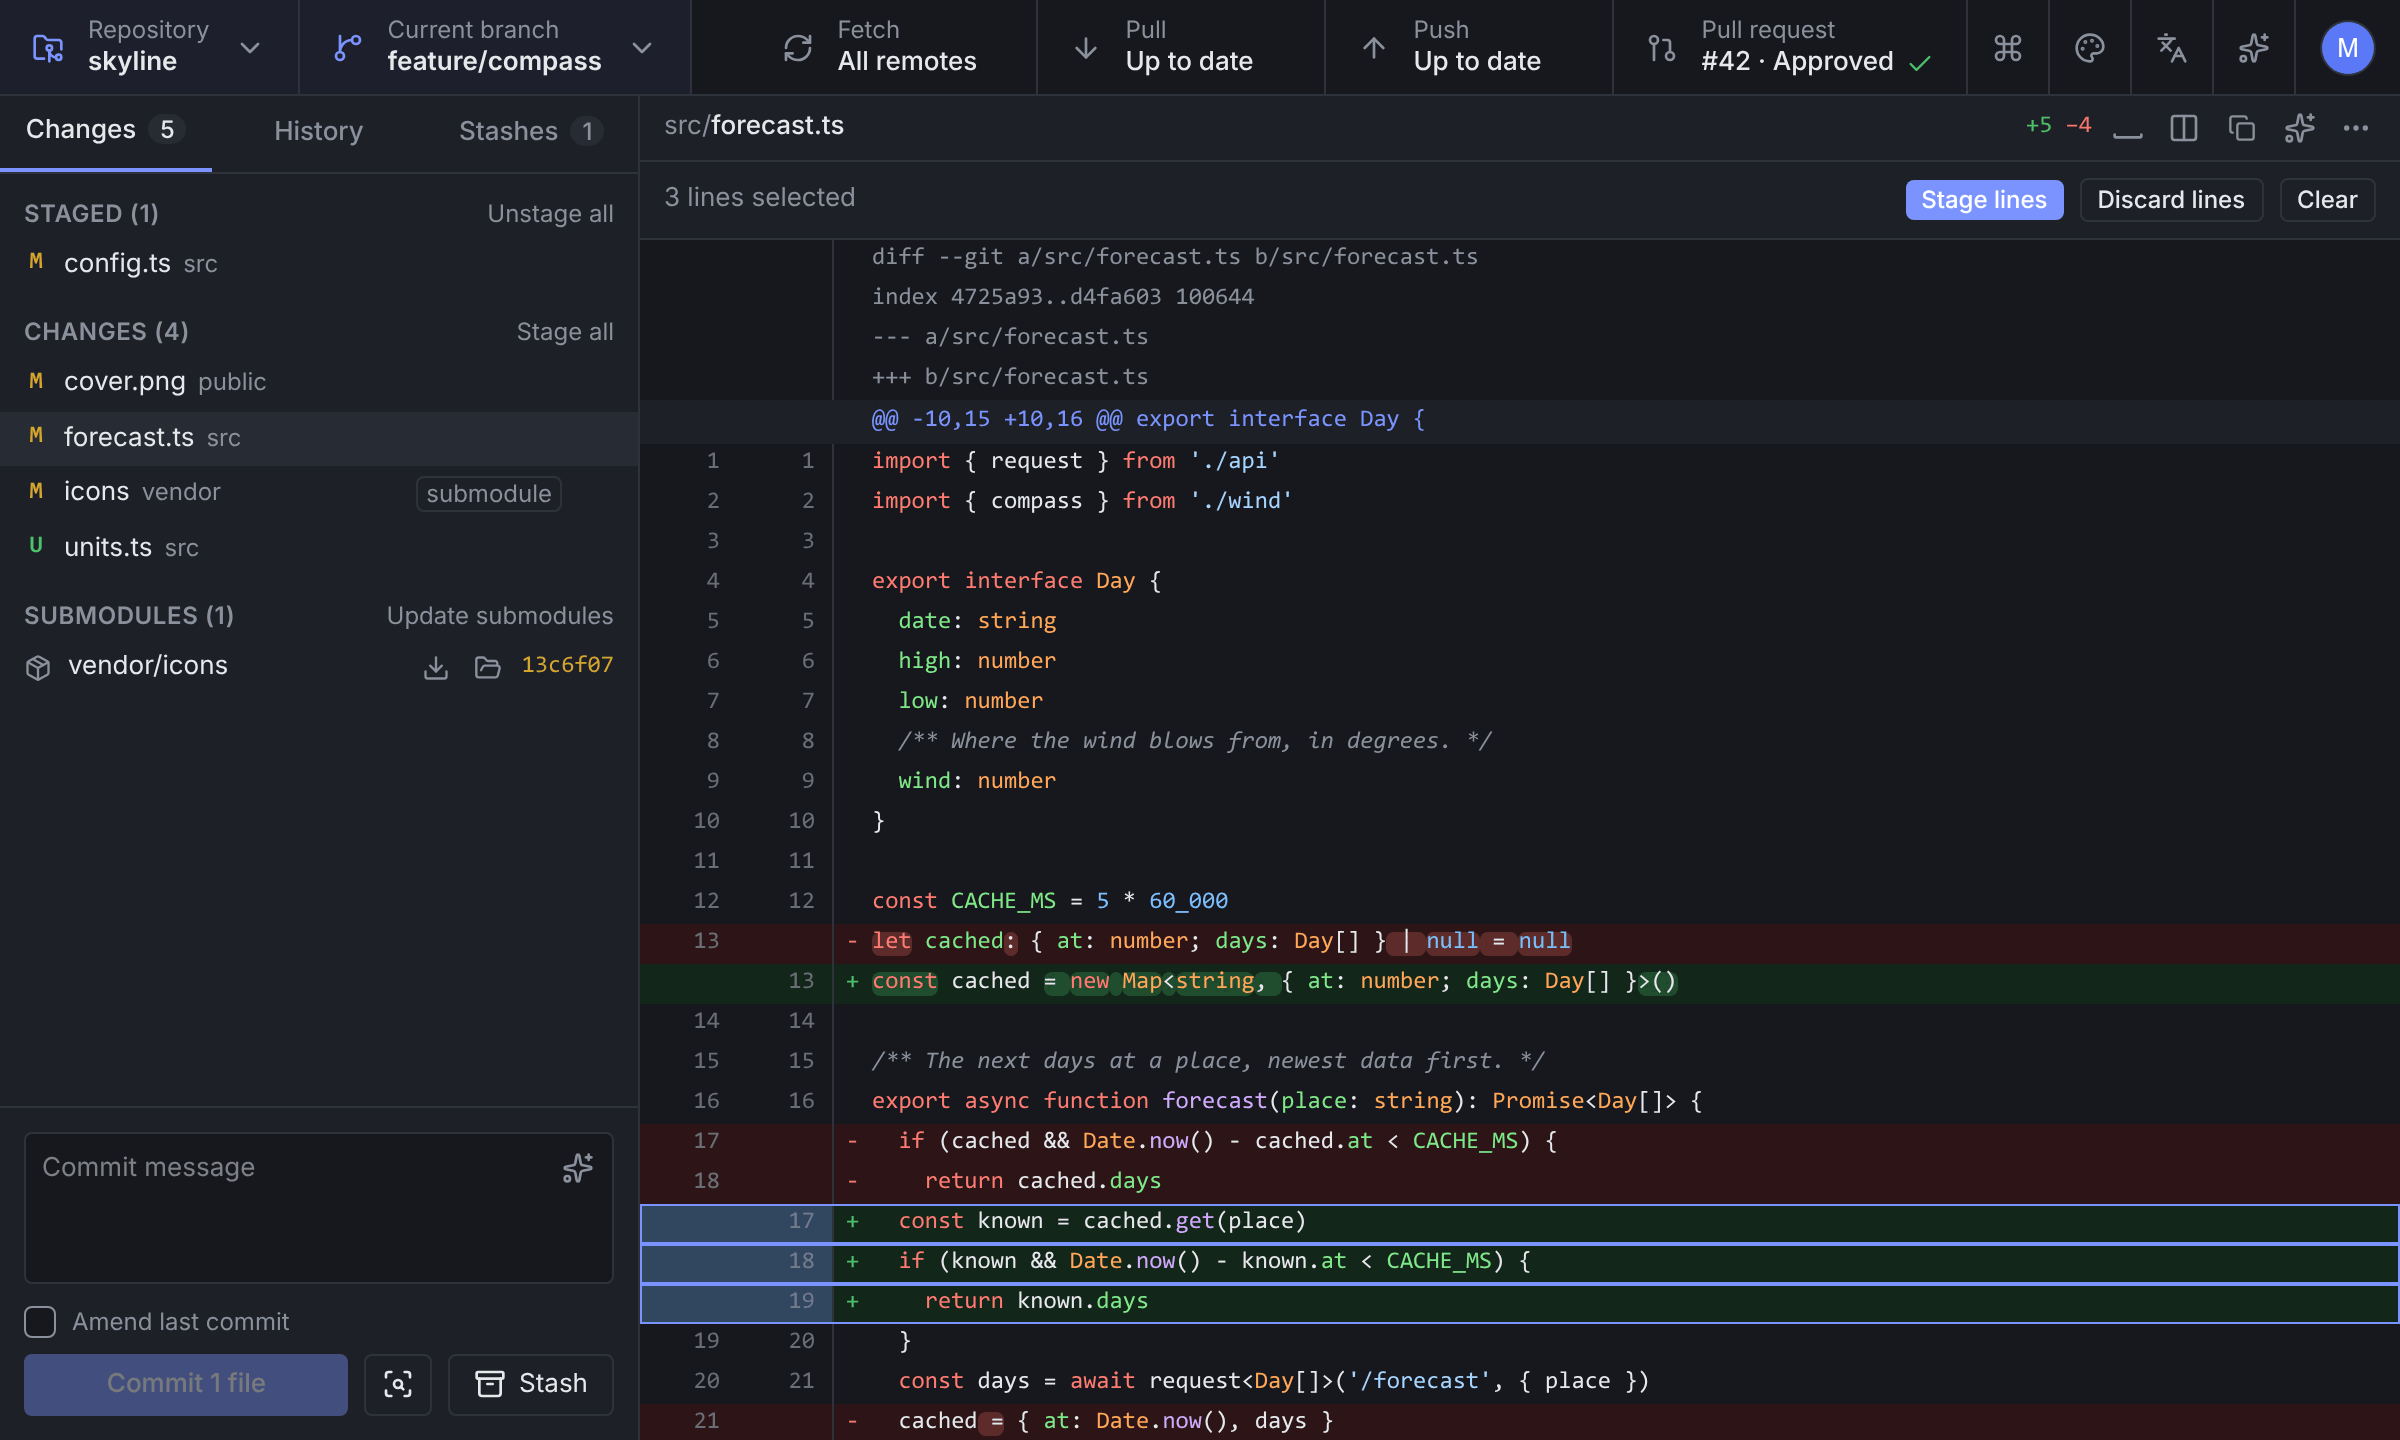 Repository
skyline
Current branch
feature/compass
Fetch
All remotes
Pull
Up to date
Push
Up to date
Pull request
#42 · Approved
M
Changes 5
History
Stashes 1
STAGED (1)
Unstage all
M config.ts src
CHANGES (4)
Stage all
M cover.png public
M forecast.ts src
M icons vendor submodule
U units.ts src
SUBMODULES (1)
Update submodules
vendor/icons 13c6f07
Commit message
Amend last commit
Commit 1 file
Stash
src/forecast.ts
+5 −4
3 lines selected
Stage lines
Discard lines
Clear
diff --git a/src/forecast.ts b/src/forecast.ts
index 4725a93..d4fa603 100644
--- a/src/forecast.ts
+++ b/src/forecast.ts
@@ -10,15 +10,16 @@ export interface Day {
1 1 import { request } from './api'
2 2 import { compass } from './wind'
3 3
4 4 export interface Day {
5 5   date: string
6 6   high: number
7 7   low: number
8 8   /** Where the wind blows from, in degrees. */
9 9   wind: number
10 10 }
11 11
12 12 const CACHE_MS = 5 * 60_000
13 - let cached: { at: number; days: Day[] } | null = null
13 + const cached = new Map<string, { at: number; days: Day[] }>()
14 14
15 15 /** The next days at a place, newest data first. */
16 16 export async function forecast(place: string): Promise<Day[]> {
17 -   if (cached && Date.now() - cached.at < CACHE_MS) {
18 -     return cached.days
17 +   const known = cached.get(place)
18 +   if (known && Date.now() - known.at < CACHE_MS) {
19 +     return known.days
19 20   }
20 21   const days = await request<Day[]>('/forecast', { place })
21 -   cached = { at: Date.now(), days }